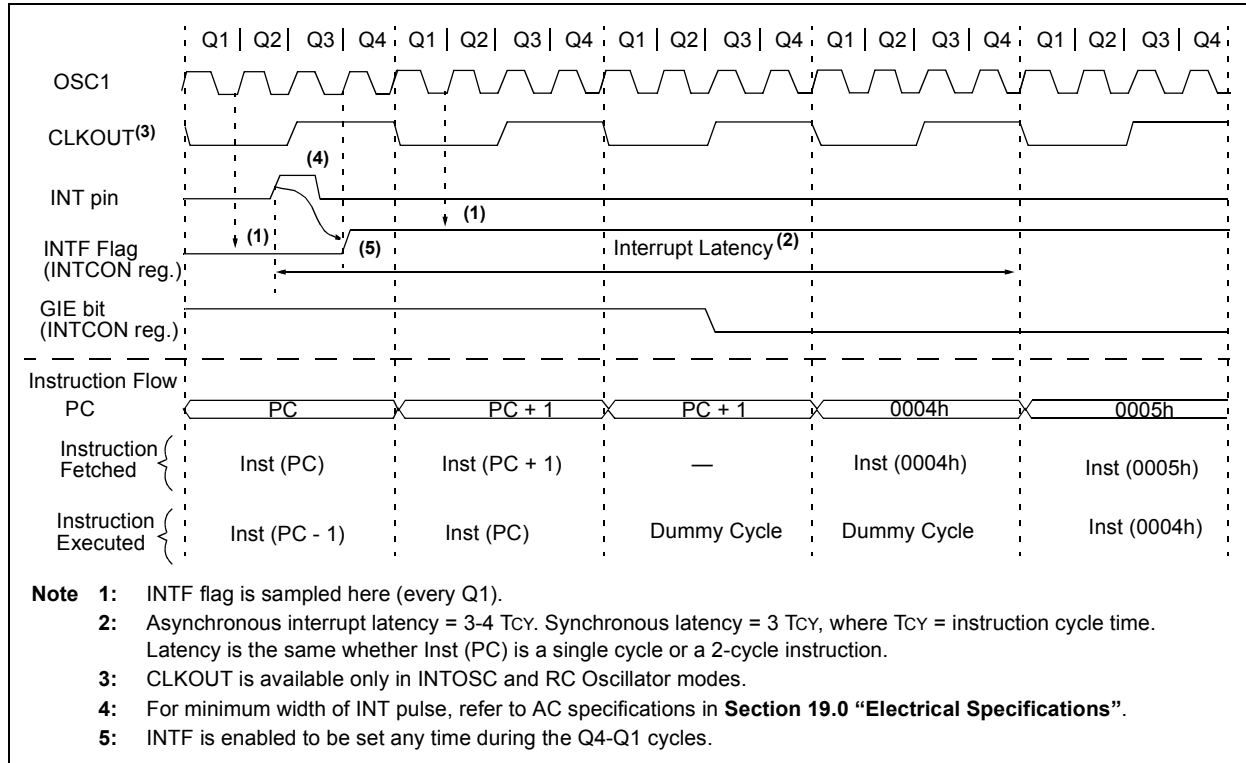 Q1 | Q2 | Q3 | Q4 Q1 | Q2 | Q3 | Q4 Q1 | Q2 | Q3 | Q4 Q1 | Q2 | Q3 | Q4 Q1 | Q2 | Q3 | Q4
OSC1
CLKOUT(3)
(4)
INT pin
(1)
(1)
(5)
INTF Flag
(INTCON reg.)
Interrupt Latency(2)
GIE bit
(INTCON reg.)
Instruction Flow
PC PC PC + 1 PC + 1 0004h 0005h
Instruction
Fetched
Inst (PC) Inst (PC + 1) — Inst (0004h) Inst (0005h)
Instruction
Executed
Inst (PC - 1) Inst (PC) Dummy Cycle Dummy Cycle Inst (0004h)
Note 1: INTF flag is sampled here (every Q1).
2: Asynchronous interrupt latency = 3-4 TCY. Synchronous latency = 3 TCY, where TCY = instruction cycle time.
Latency is the same whether Inst (PC) is a single cycle or a 2-cycle instruction.
3: CLKOUT is available only in INTOSC and RC Oscillator modes.
4: For minimum width of INT pulse, refer to AC specifications in Section 19.0 “Electrical Specifications”.
5: INTF is enabled to be set any time during the Q4-Q1 cycles.